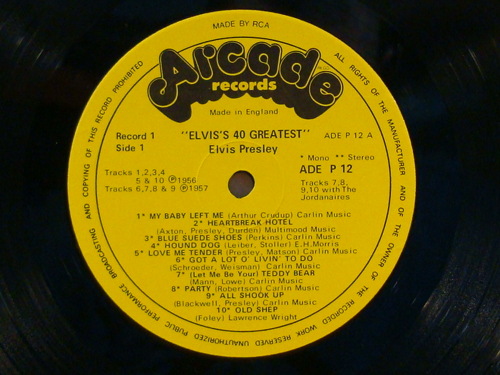 MADE BY RCA
ALL RIGHTS OF THE MANUFACTURER AND OF THE OWNER OF THE RECORDED WORK RESERVED UNAUTHORIZED PUBLIC PERFORMANCE BROADCASTING AND COPYING OF THIS RECORD PROHIBITED
Arcade
records
Made in England
Record 1
Side 1
"ELVIS'S 40 GREATEST"
Elvis Presley
ADE P 12 A
* Mono ** Stereo
ADE P 12
Tracks 1,2,3,4
5 & 10 Ⓟ1956
Tracks 6,7,8 & 9 Ⓟ1957
Tracks 7,8,
9,10 with The
Jordanaires
1* MY BABY LEFT ME (Arthur Crudup) Carlin Music
2* HEARTBREAK HOTEL
(Axton, Presley, Durden) Multimood Music
3* BLUE SUEDE SHOES (Perkins) Carlin Music
4* HOUND DOG (Leiber, Stoller) E.H.Morris
5* LOVE ME TENDER (Presley, Matson) Carlin Music
6* GOT A LOT O' LIVIN' TO DO
(Schroeder, Weisman) Carlin Music
7* (Let Me Be Your) TEDDY BEAR
(Mann, Lowe) Carlin Music
8* PARTY (Robertson) Carlin Music
9* ALL SHOOK UP
(Blackwell, Presley) Carlin Music
10* OLD SHEP
(Foley) Lawrence Wright